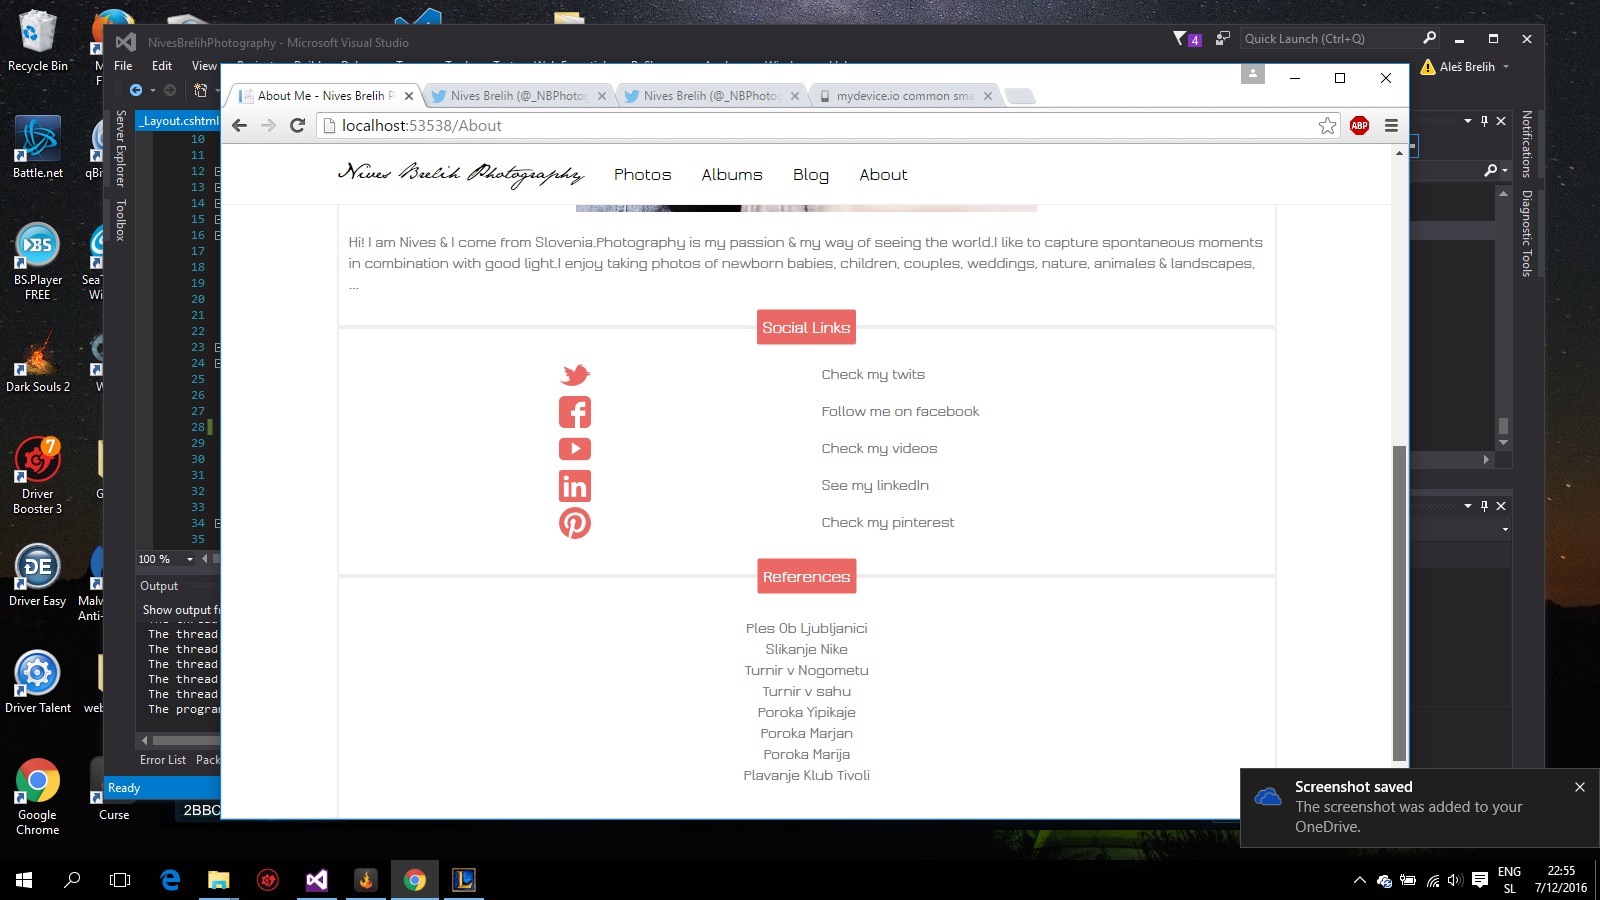 Recycle Bin
Battle.net
BS.Player
FREE
Dark Souls 2
Driver
Booster 3
7
Driver Easy
Driver Talent
Google
Chrome
Curse
NivesBrelihPhotography - Microsoft Visual Studio
4
Quick Launch (Ctrl+Q)
File Edit View
Aleš Brelih
Server Explorer
Toolbox
_Layout.cshtml
10
11
12
13
14
15
16
17
18
19
20
21
22
23
24
25
26
27
28
29
30
31
32
33
34
35
100 %
Output
Show output
The thread
The thread
The thread
The thread
The thread
Error List
Ready
2BBC
Notifications
Diagnostic Tools
About Me - Nives Brelih
Nives Brelih (@_NBPhotog
Nives Brelih (@_NBPhotog
mydevice.io common sma
localhost:53538/About
ABP
Nives Brelih Photography
Photos Albums Blog About
Hi! I am Nives & I come from Slovenia.Photography is my passion & my way of seeing the world.I like to capture spontaneous moments
in combination with good light.I enjoy taking photos of newborn babies, children, couples, weddings, nature, animales & landscapes,
...
Social Links
Check my twits
Follow me on facebook
Check my videos
in
See my linkedIn
Check my pinterest
References
Ples Ob Ljubljanici
Slikanje Nike
Turnir v Nogometu
Turnir v sahu
Poroka Yipikaje
Poroka Marjan
Poroka Marija
Plavanje Klub Tivoli
Screenshot saved
The screenshot was added to your
OneDrive.
ENG
SL
22:55
7/12/2016